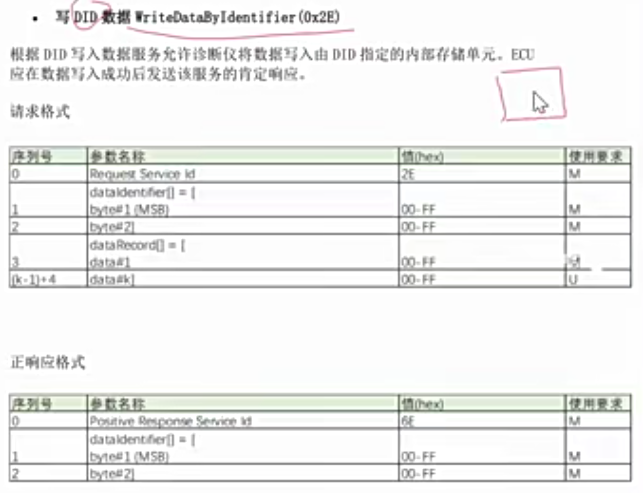 • 写 DID 数据 WriteDataByIdentifier(0x2E)
根据 DID 写入数据服务允许诊断仪将数据写入由 DID 指定的内部存储单元。ECU
应在数据写入成功后发送该服务的肯定响应。
请求格式
序列号 参数名称 值(hex) 使用要求
0 Request Service Id 2E M
dataIdentifier[] = [
1 byte#1 (MSB) 00-FF M
2 byte#2] 00-FF M
dataRecord[] = [
3 data#1 00-FF
(k-1)+4 data#k] 00-FF U
正响应格式
序列号 参数名称 值(hex) 使用要求
0 Positive Response Service Id 6E M
dataIdentifier[] = [
1 byte#1 (MSB) 00-FF M
2 byte#2] 00-FF M